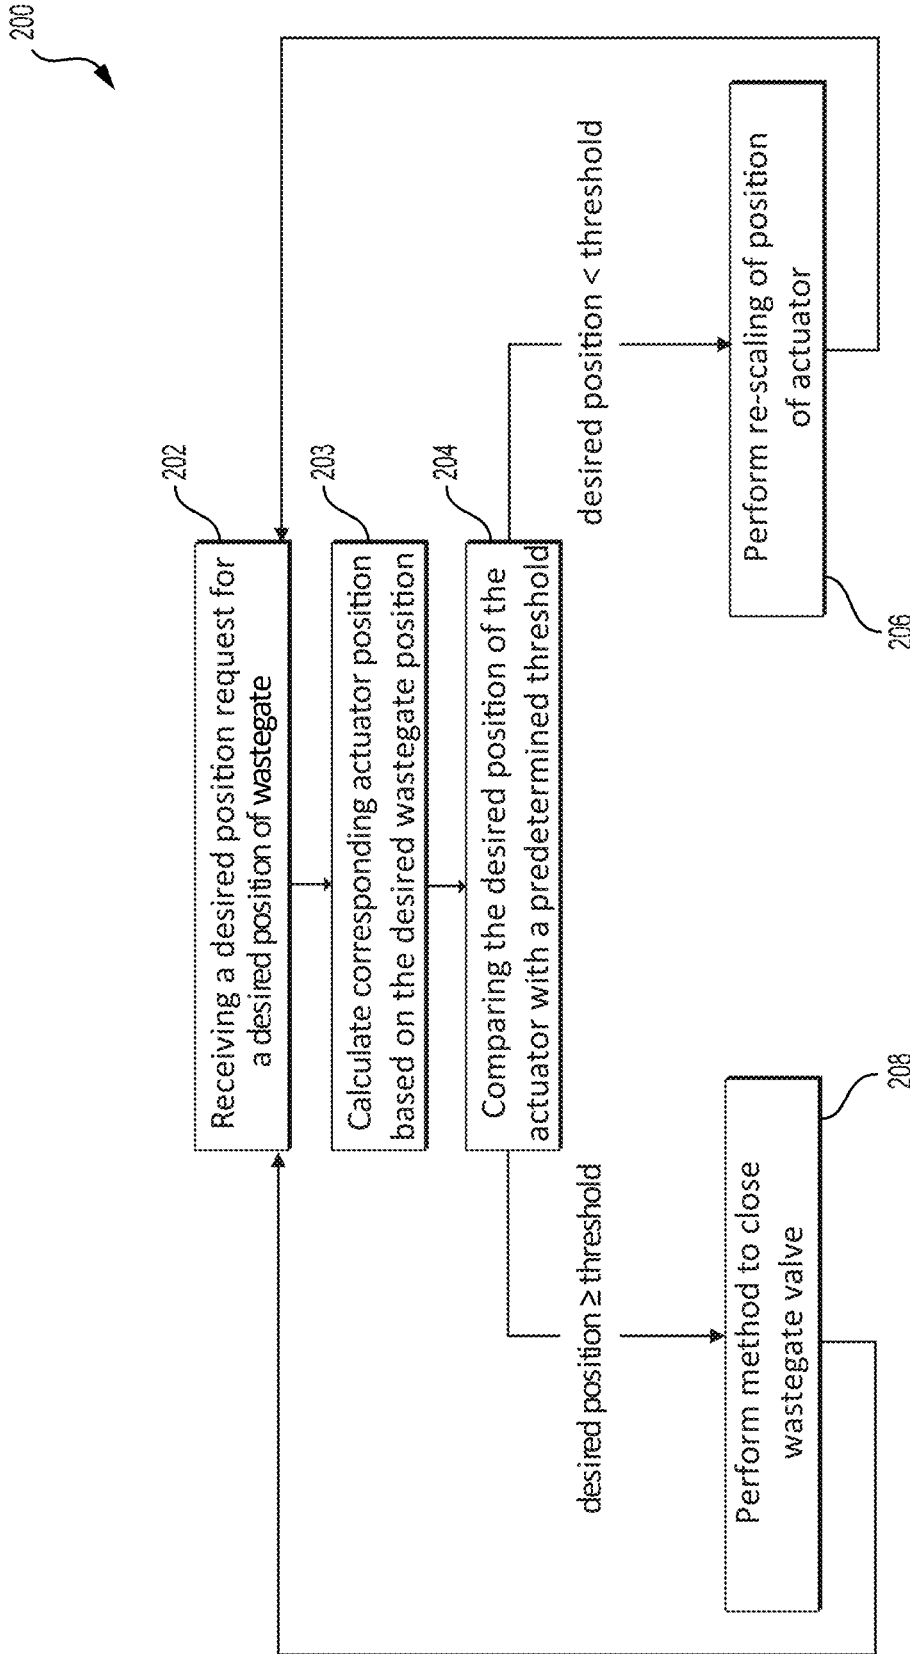 200
202
Receiving a desired position request for
a desired position of wastegate
203
Calculate corresponding actuator position
based on the desired wastegate position
204
Comparing the desired position of the
actuator with a predetermined threshold
desired position ≥ threshold
desired position < threshold
Perform method to close
wastegate valve
208
Perform re-scaling of position
of actuator
206